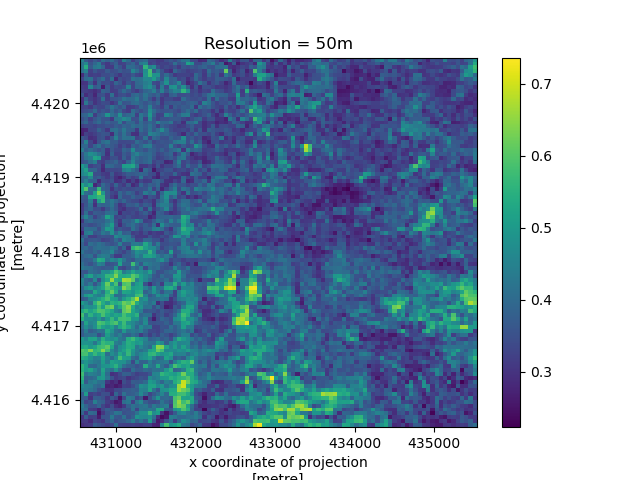 Resolution = 50m
1e6
4.420
4.419
4.418
4.417
4.416
y coordinate of projection
[metre]
431000 432000 433000 434000 435000
x coordinate of projection
[metre]
0.7
0.6
0.5
0.4
0.3